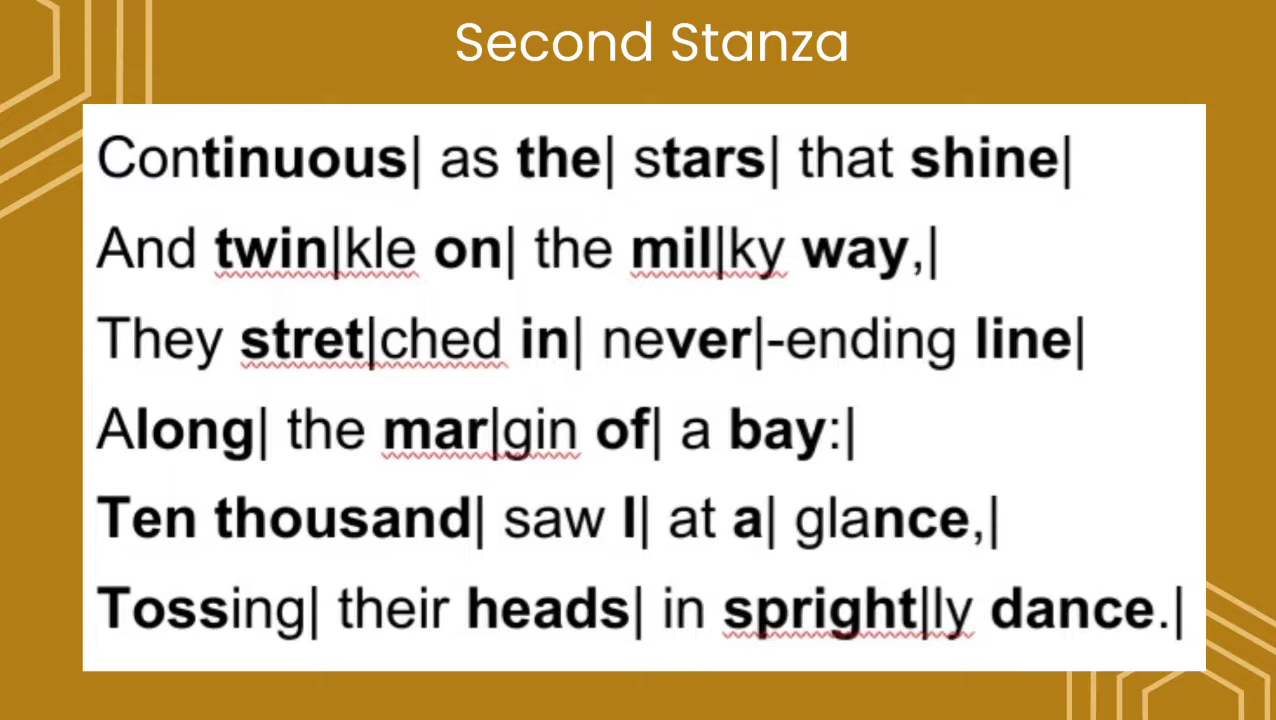 Second Stanza
Continuous| as the| stars| that shine|
And twin|kle on| the mil|ky way,|
They stret|ched in| never|-ending line|
Along| the mar|gin of| a bay:|
Ten thousand| saw I| at a| glance,|
Tossing| their heads| in spright|ly dance.|